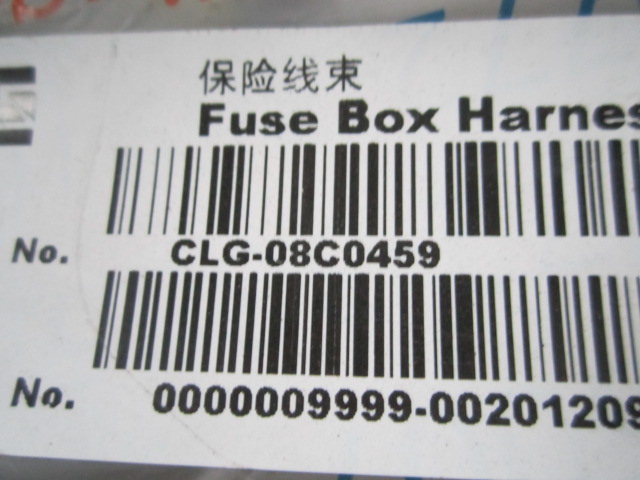 保险线束
Fuse Box Harnes
No. CLG-08C0459
No. 0000009999-00201209